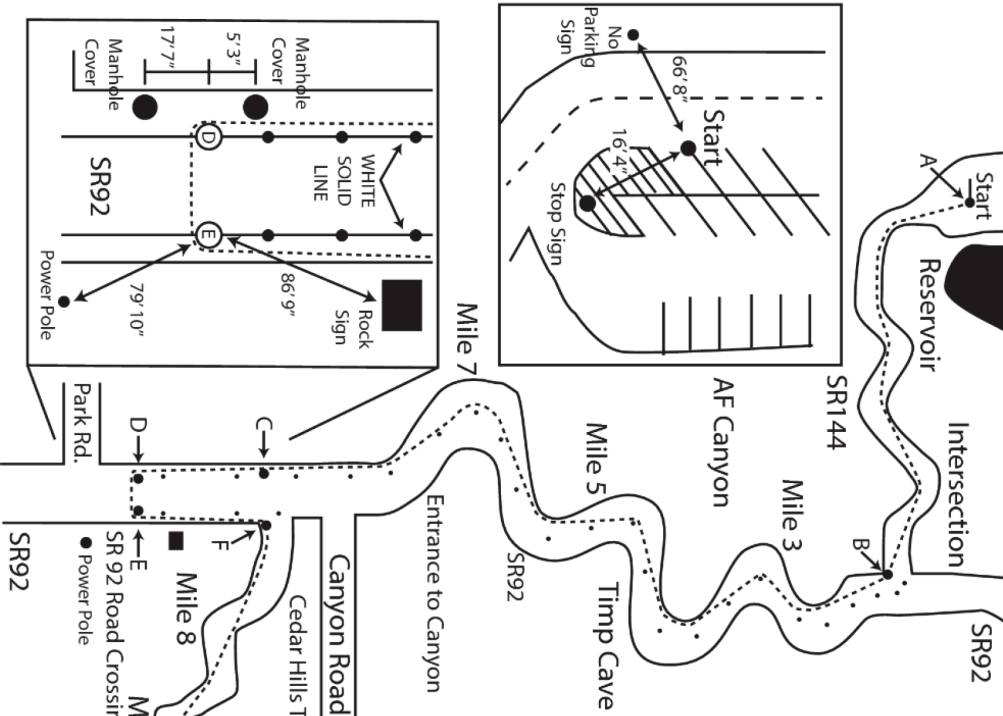 Start
A
Reservoir
Intersection
SR144
B
SR92
AF Canyon
Mile 3
Mile 5
Timp Cave
SR92
Mile 7
Entrance to Canyon
Canyon Road
Cedar Hills T
C
D
Park Rd.
E
F
Mile 8
SR 92 Road Crossin
Power Pole
SR92
M
No
Parking
Sign
66'8"
Start
16'4"
Stop Sign
Manhole
Cover
5'3"
17'7"
Manhole
Cover
D
WHITE
SOLID
LINE
SR92
E
86'9"
Rock
Sign
79'10"
Power Pole